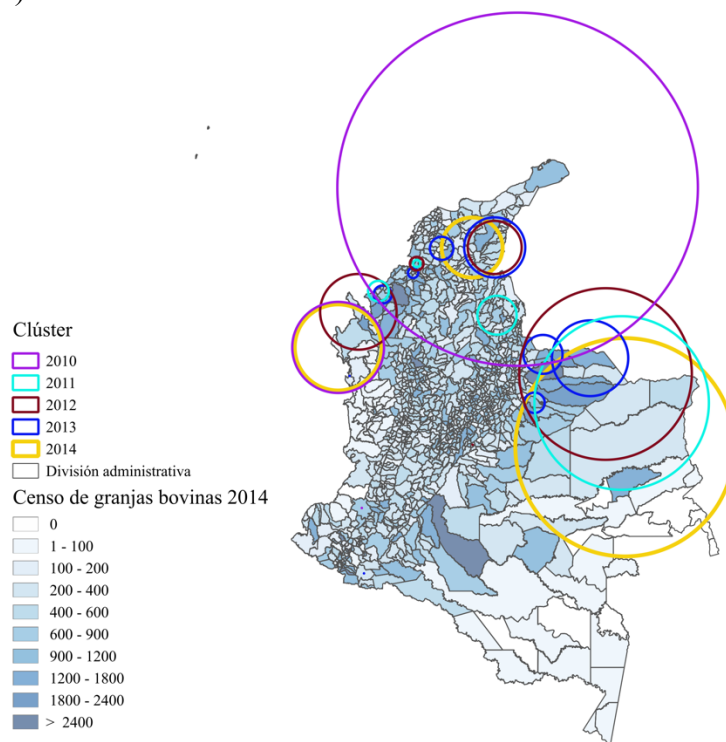 )
Clúster
2010
2011
2012
2013
2014
División administrativa
Censo de granjas bovinas 2014
0
1 - 100
100 - 200
200 - 400
400 - 600
600 - 900
900 - 1200
1200 - 1800
1800 - 2400
> 2400